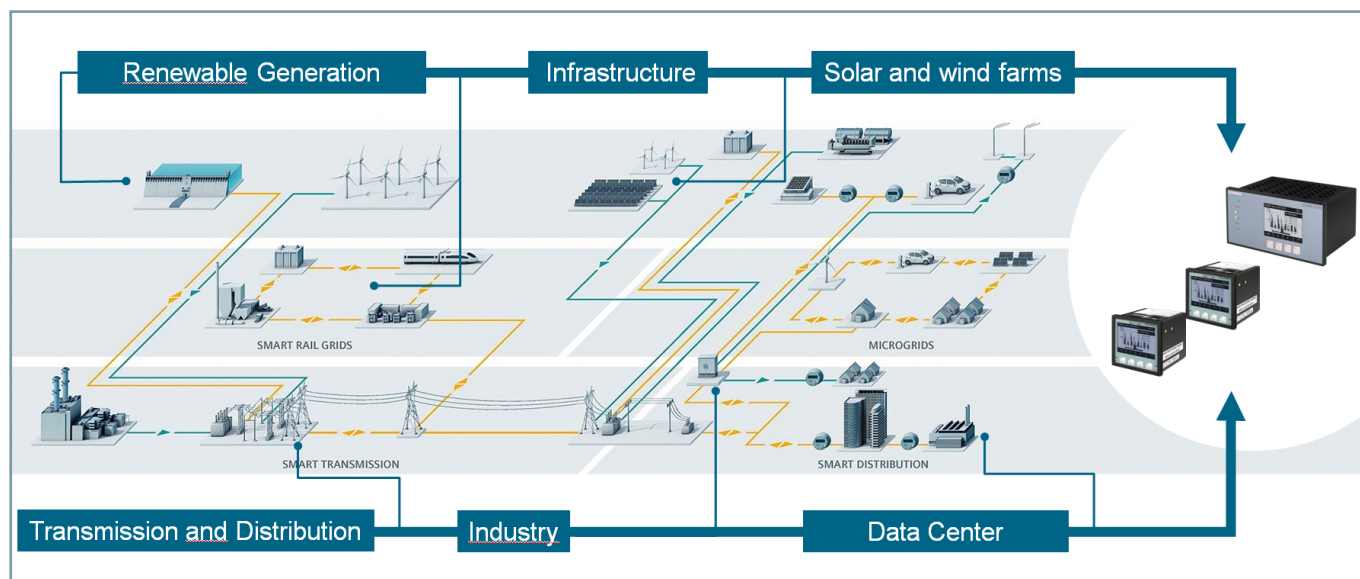 Renewable Generation
Infrastructure
Solar and wind farms
SMART RAIL GRIDS
MICROGRIDS
SMART TRANSMISSION
SMART DISTRIBUTION
Transmission and Distribution
Industry
Data Center